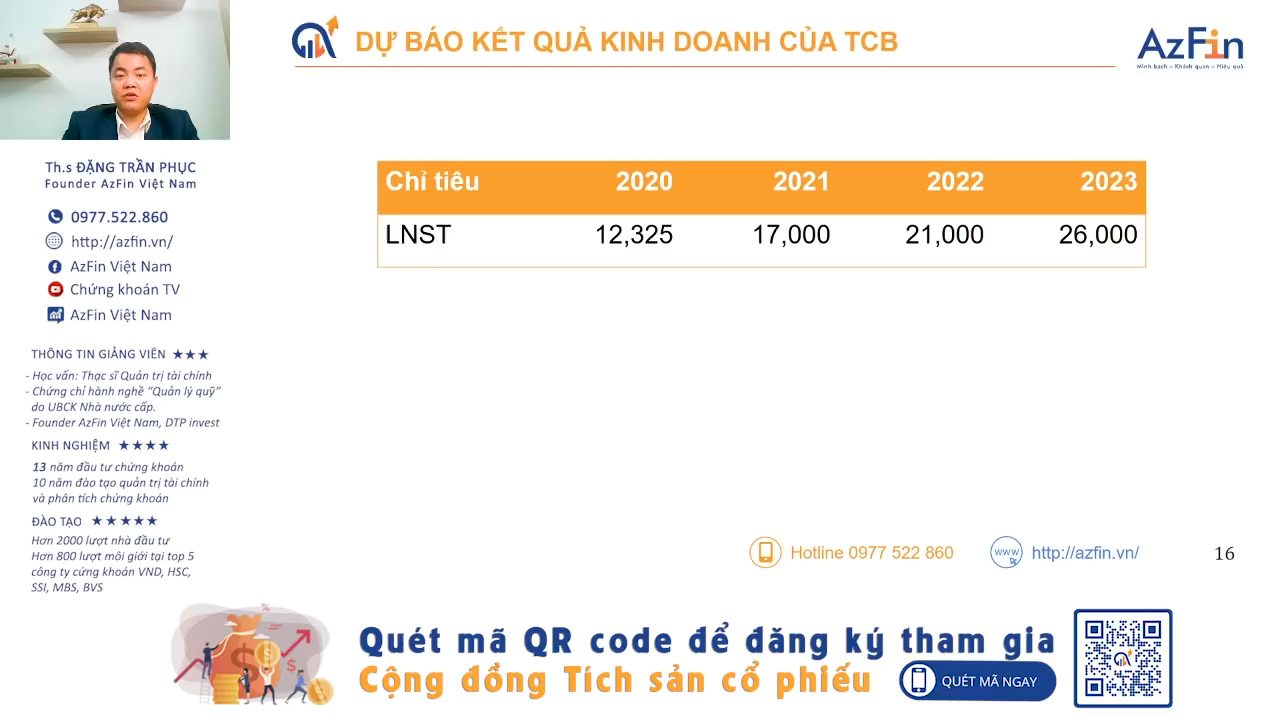 DỰ BÁO KẾT QUẢ KINH DOANH CỦA TCB
AzFin
Minh bạch – Khách quan – Hiệu quả
Th.s ĐẶNG TRẦN PHỤC
Founder AzFin Việt Nam
0977.522.860
http://azfin.vn/
AzFin Việt Nam
Chứng khoán TV
AzFin Việt Nam
THÔNG TIN GIẢNG VIÊN ★★★
- Học vấn: Thạc sĩ Quản trị tài chính
- Chứng chỉ hành nghề “Quản lý quỹ”
do UBCK Nhà nước cấp.
- Founder AzFin Việt Nam, DTP invest
KINH NGHIỆM ★★★★
13 năm đầu tư chứng khoán
10 năm đào tạo quản trị tài chính
và phân tích chứng khoán
ĐÀO TẠO ★★★★★
Hơn 2000 lượt nhà đầu tư
Hơn 800 lượt môi giới tại top 5
công ty cứng khoán VND, HSC,
SSI, MBS, BVS
Chỉ tiêu 2020 2021 2022 2023
LNST 12,325 17,000 21,000 26,000
Hotline 0977 522 860
www
http://azfin.vn/
16
Quét mã QR code để đăng ký tham gia
Cộng đồng Tích sản cổ phiếu
QUÉT MÃ NGAY